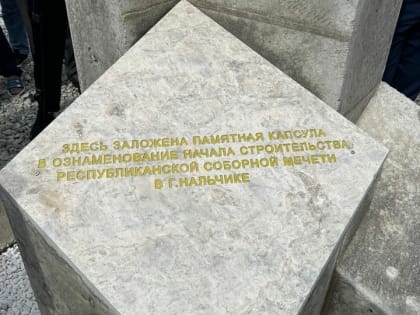 ЗДЕСЬ ЗАЛОЖЕНА ПАМЯТНАЯ КАПСУЛА
В ОЗНАМЕНОВАНИЕ НАЧАЛА СТРОИТЕЛЬСТВА
РЕСПУБЛИКАНСКОЙ СОБОРНОЙ МЕЧЕТИ
В Г.НАЛЬЧИКЕ